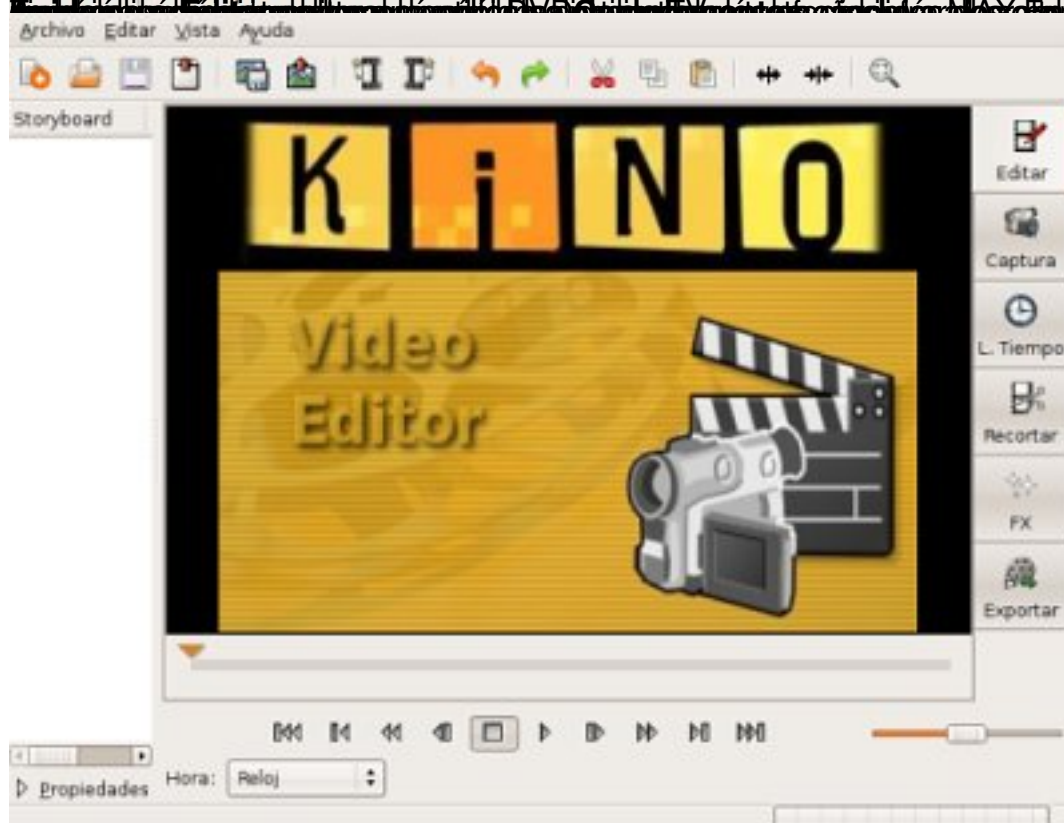 Archivo Editar Vista Ayuda
Storyboard
KiNO
Video
Editor
Editar
Captura
L. Tiempo
Recortar
FX
Exportar
Hora: Reloj
Propiedades